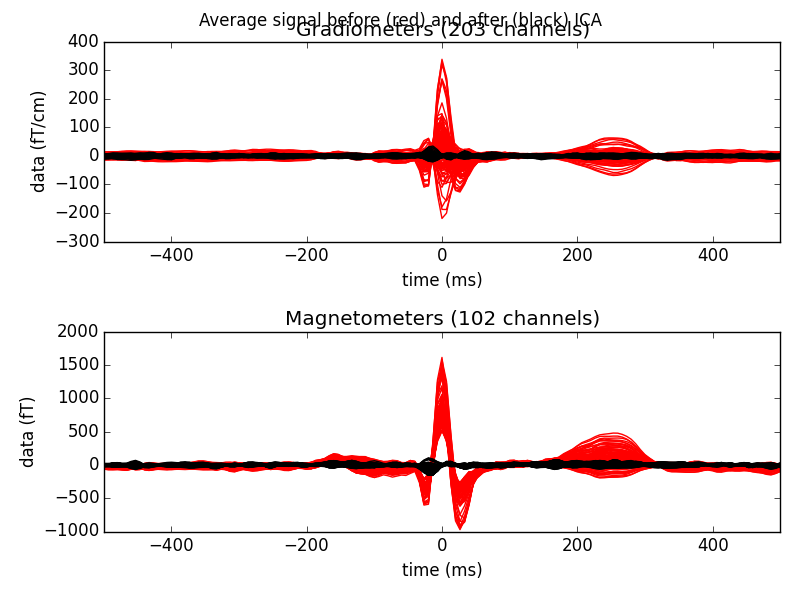 Average signal before (red) and after (black) ICA
Gradiometers (203 channels)
400
300
200
100
0
−100
−200
−300
data (fT/cm)
−400 −200 0 200 400
time (ms)
Magnetometers (102 channels)
2000
1500
1000
500
0
−500
−1000
data (fT)
−400 −200 0 200 400
time (ms)